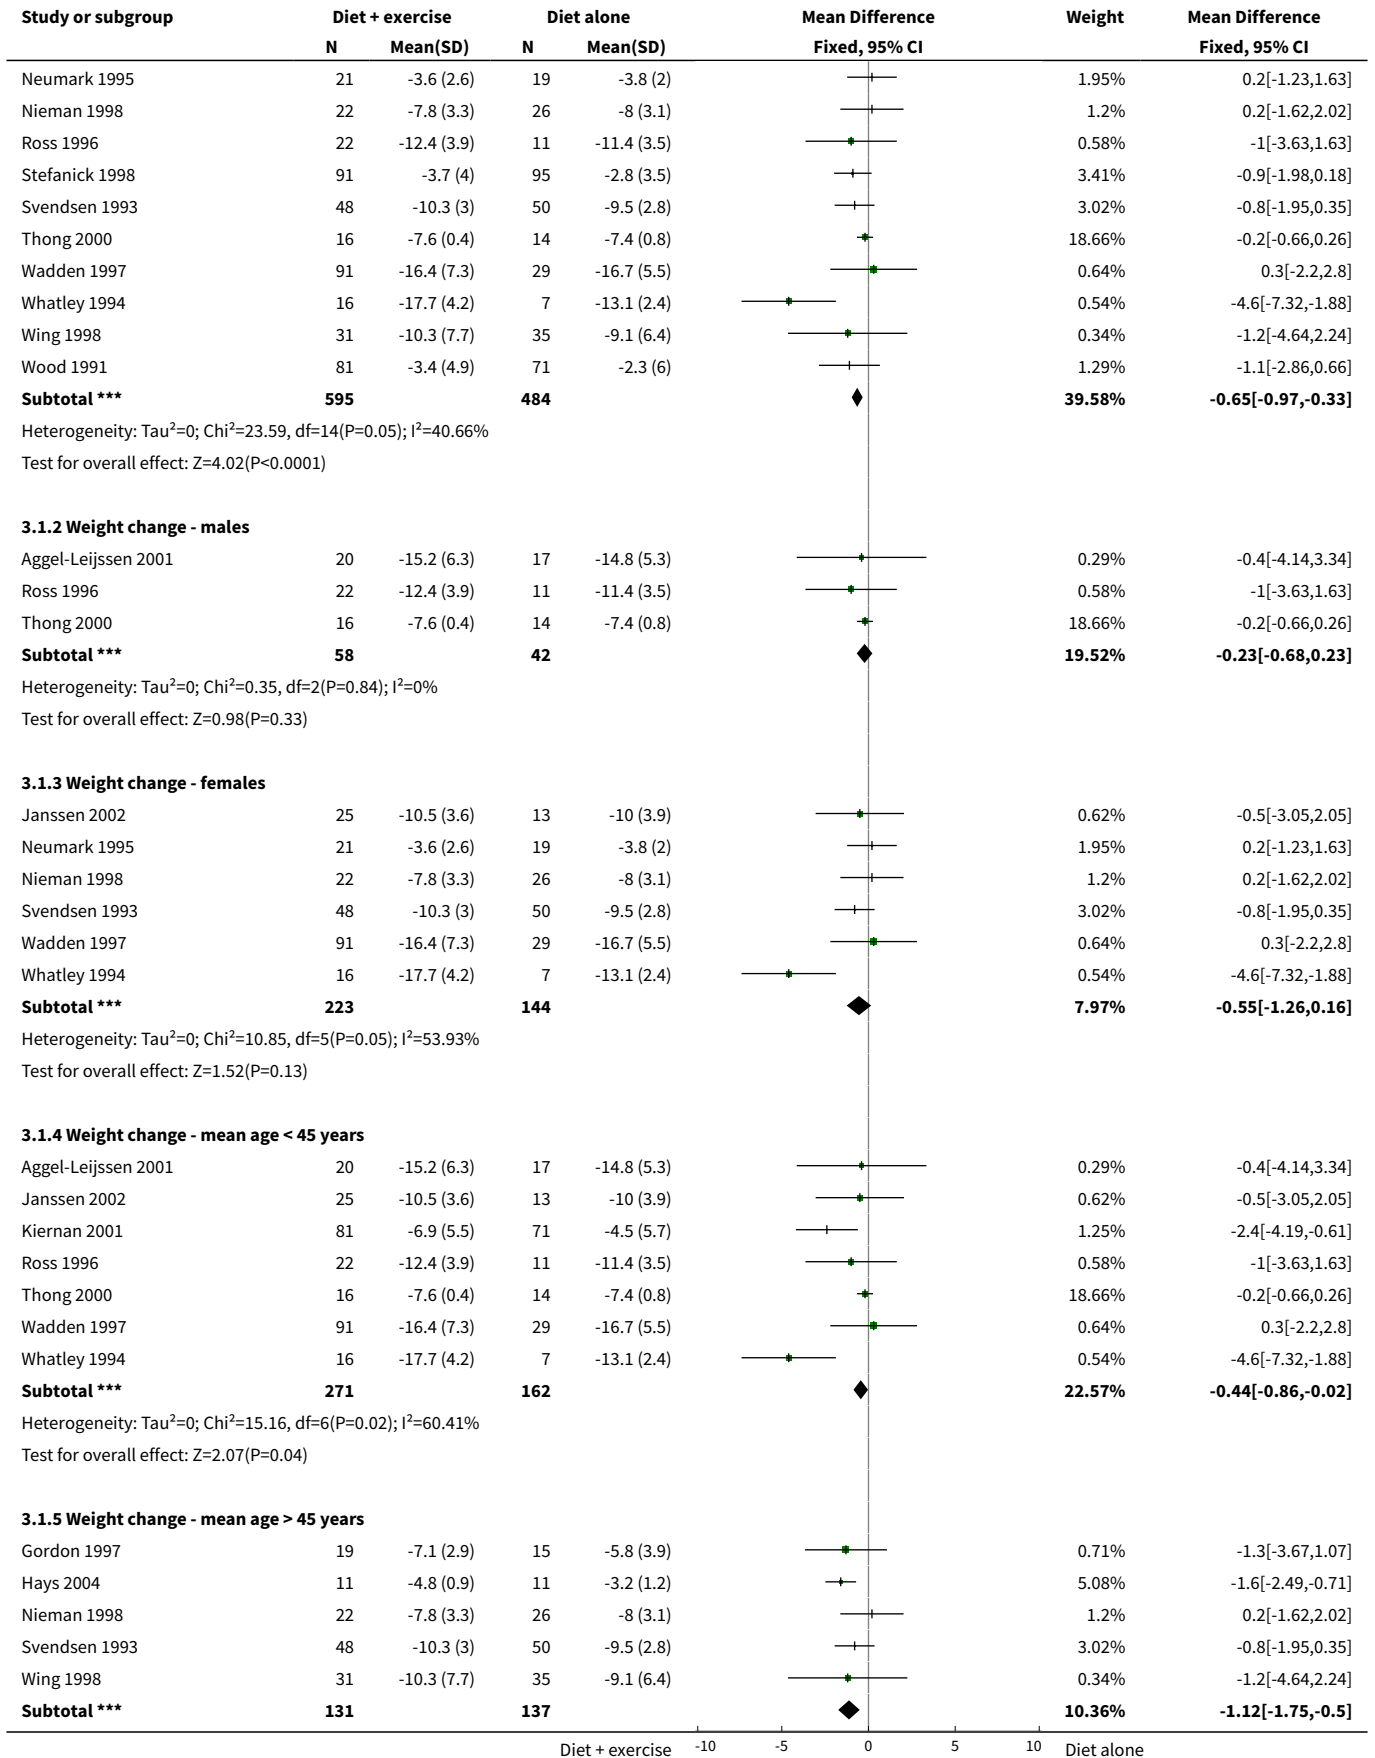 Study or subgroup Diet + exercise Diet alone Mean Difference Weight Mean Difference
N Mean(SD) N Mean(SD) Fixed, 95% CI Fixed, 95% CI
Neumark 1995 21 -3.6 (2.6) 19 -3.8 (2) 1.95% 0.2[-1.23,1.63]
Nieman 1998 22 -7.8 (3.3) 26 -8 (3.1) 1.2% 0.2[-1.62,2.02]
Ross 1996 22 -12.4 (3.9) 11 -11.4 (3.5) 0.58% -1[-3.63,1.63]
Stefanick 1998 91 -3.7 (4) 95 -2.8 (3.5) 3.41% -0.9[-1.98,0.18]
Svendsen 1993 48 -10.3 (3) 50 -9.5 (2.8) 3.02% -0.8[-1.95,0.35]
Thong 2000 16 -7.6 (0.4) 14 -7.4 (0.8) 18.66% -0.2[-0.66,0.26]
Wadden 1997 91 -16.4 (7.3) 29 -16.7 (5.5) 0.64% 0.3[-2.2,2.8]
Whatley 1994 16 -17.7 (4.2) 7 -13.1 (2.4) 0.54% -4.6[-7.32,-1.88]
Wing 1998 31 -10.3 (7.7) 35 -9.1 (6.4) 0.34% -1.2[-4.64,2.24]
Wood 1991 81 -3.4 (4.9) 71 -2.3 (6) 1.29% -1.1[-2.86,0.66]
Subtotal *** 595 484 39.58% -0.65[-0.97,-0.33]
Heterogeneity: Tau²=0; Chi²=23.59, df=14(P=0.05); I²=40.66%
Test for overall effect: Z=4.02(P<0.0001)
3.1.2 Weight change - males
Aggel-Leijssen 2001 20 -15.2 (6.3) 17 -14.8 (5.3) 0.29% -0.4[-4.14,3.34]
Ross 1996 22 -12.4 (3.9) 11 -11.4 (3.5) 0.58% -1[-3.63,1.63]
Thong 2000 16 -7.6 (0.4) 14 -7.4 (0.8) 18.66% -0.2[-0.66,0.26]
Subtotal *** 58 42 19.52% -0.23[-0.68,0.23]
Heterogeneity: Tau²=0; Chi²=0.35, df=2(P=0.84); I²=0%
Test for overall effect: Z=0.98(P=0.33)
3.1.3 Weight change - females
Janssen 2002 25 -10.5 (3.6) 13 -10 (3.9) 0.62% -0.5[-3.05,2.05]
Neumark 1995 21 -3.6 (2.6) 19 -3.8 (2) 1.95% 0.2[-1.23,1.63]
Nieman 1998 22 -7.8 (3.3) 26 -8 (3.1) 1.2% 0.2[-1.62,2.02]
Svendsen 1993 48 -10.3 (3) 50 -9.5 (2.8) 3.02% -0.8[-1.95,0.35]
Wadden 1997 91 -16.4 (7.3) 29 -16.7 (5.5) 0.64% 0.3[-2.2,2.8]
Whatley 1994 16 -17.7 (4.2) 7 -13.1 (2.4) 0.54% -4.6[-7.32,-1.88]
Subtotal *** 223 144 7.97% -0.55[-1.26,0.16]
Heterogeneity: Tau²=0; Chi²=10.85, df=5(P=0.05); I²=53.93%
Test for overall effect: Z=1.52(P=0.13)
3.1.4 Weight change - mean age < 45 years
Aggel-Leijssen 2001 20 -15.2 (6.3) 17 -14.8 (5.3) 0.29% -0.4[-4.14,3.34]
Janssen 2002 25 -10.5 (3.6) 13 -10 (3.9) 0.62% -0.5[-3.05,2.05]
Kiernan 2001 81 -6.9 (5.5) 71 -4.5 (5.7) 1.25% -2.4[-4.19,-0.61]
Ross 1996 22 -12.4 (3.9) 11 -11.4 (3.5) 0.58% -1[-3.63,1.63]
Thong 2000 16 -7.6 (0.4) 14 -7.4 (0.8) 18.66% -0.2[-0.66,0.26]
Wadden 1997 91 -16.4 (7.3) 29 -16.7 (5.5) 0.64% 0.3[-2.2,2.8]
Whatley 1994 16 -17.7 (4.2) 7 -13.1 (2.4) 0.54% -4.6[-7.32,-1.88]
Subtotal *** 271 162 22.57% -0.44[-0.86,-0.02]
Heterogeneity: Tau²=0; Chi²=15.16, df=6(P=0.02); I²=60.41%
Test for overall effect: Z=2.07(P=0.04)
3.1.5 Weight change - mean age > 45 years
Gordon 1997 19 -7.1 (2.9) 15 -5.8 (3.9) 0.71% -1.3[-3.67,1.07]
Hays 2004 11 -4.8 (0.9) 11 -3.2 (1.2) 5.08% -1.6[-2.49,-0.71]
Nieman 1998 22 -7.8 (3.3) 26 -8 (3.1) 1.2% 0.2[-1.62,2.02]
Svendsen 1993 48 -10.3 (3) 50 -9.5 (2.8) 3.02% -0.8[-1.95,0.35]
Wing 1998 31 -10.3 (7.7) 35 -9.1 (6.4) 0.34% -1.2[-4.64,2.24]
Subtotal *** 131 137 10.36% -1.12[-1.75,-0.5]
Diet + exercise -10 -5 0 5 10 Diet alone